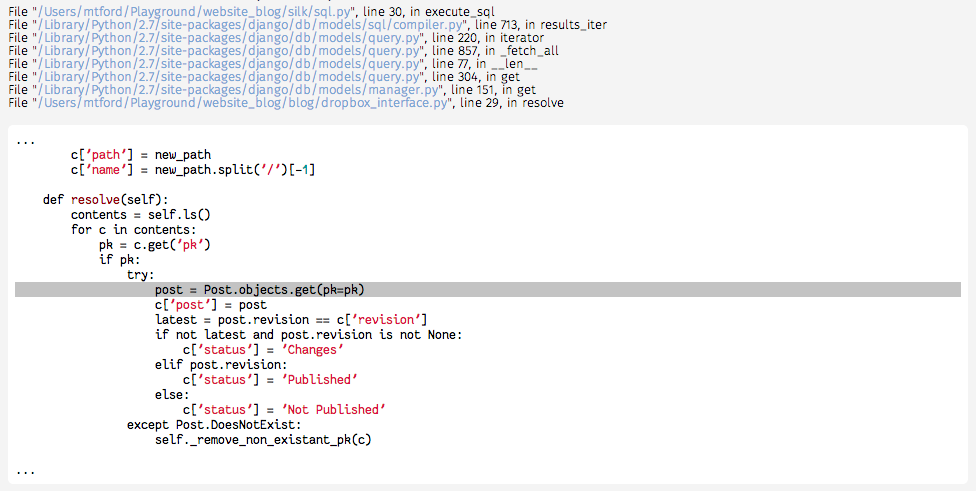 File "/Users/mtford/Playground/website_blog/silk/sql.py", line 30, in execute_sql
File "/Library/Python/2.7/site-packages/django/db/models/sql/compiler.py", line 713, in results_iter
File "/Library/Python/2.7/site-packages/django/db/models/query.py", line 220, in iterator
File "/Library/Python/2.7/site-packages/django/db/models/query.py", line 857, in _fetch_all
File "/Library/Python/2.7/site-packages/django/db/models/query.py", line 77, in __len__
File "/Library/Python/2.7/site-packages/django/db/models/query.py", line 304, in get
File "/Library/Python/2.7/site-packages/django/db/models/manager.py", line 151, in get
File "/Users/mtford/Playground/website_blog/blog/dropbox_interface.py", line 29, in resolve
...
        c['path'] = new_path
        c['name'] = new_path.split('/')[-1]
    def resolve(self):
        contents = self.ls()
        for c in contents:
            pk = c.get('pk')
            if pk:
                try:
                    post = Post.objects.get(pk=pk)
                    c['post'] = post
                    latest = post.revision == c['revision']
                    if not latest and post.revision is not None:
                        c['status'] = 'Changes'
                    elif post.revision:
                        c['status'] = 'Published'
                    else:
                        c['status'] = 'Not Published'
                except Post.DoesNotExist:
                    self._remove_non_existant_pk(c)
...